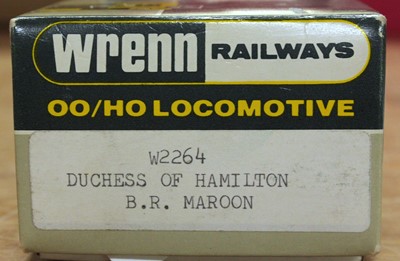 wrenn RAILWAYS
OO/HO LOCOMOTIVE
W2264
DUCHESS OF HAMILTON
B.R. MAROON